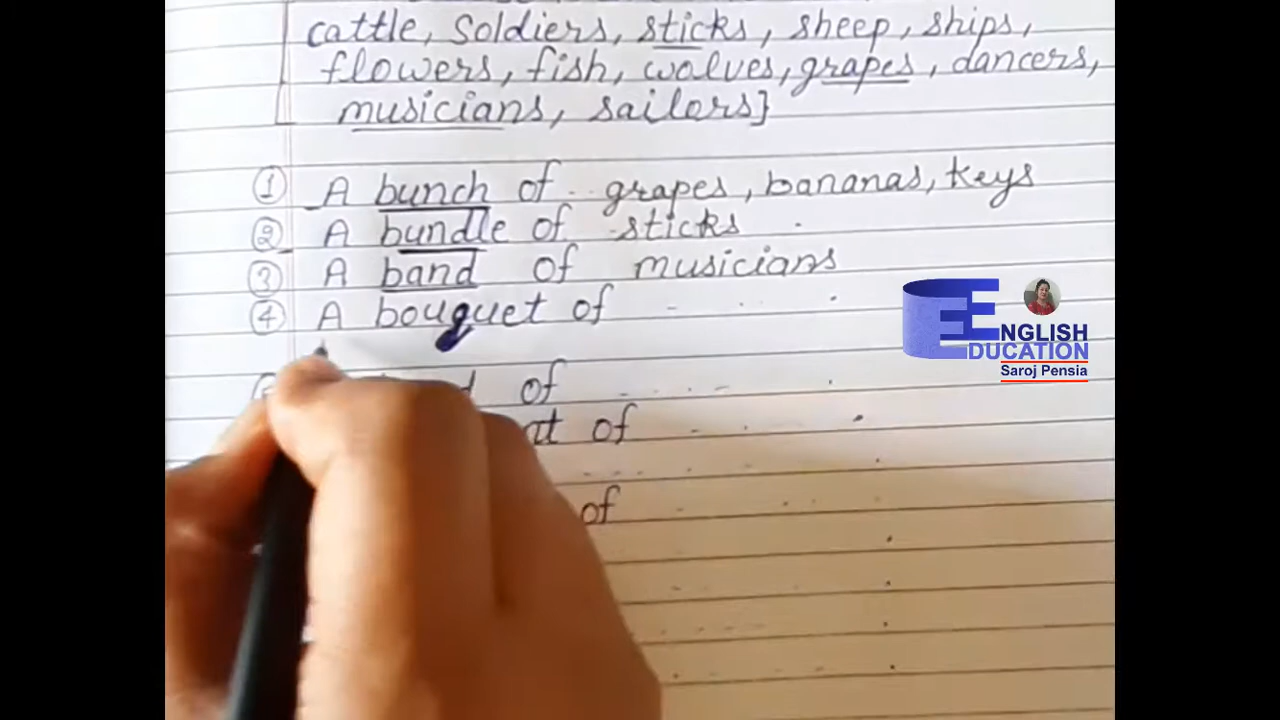 cattle, soldiers, sticks, sheep, ships,
flowers, fish, wolves, grapes, dancers,
musicians, sailors}
① A bunch of grapes, bananas, keys
② A bundle of sticks
③ A band of musicians
④ A bouquet of
of
of
of
ENGLISH
EDUCATION
Saroj Pensia